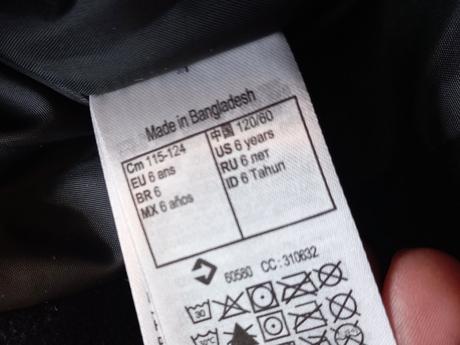 Made in Bangladesh
Cm 115-124
EU 6 ans
BR 6
MX 6 años
中国 120/60
US 6 years
RU 6 лет
ID 6 Tahun
60580 CC : 310632
30